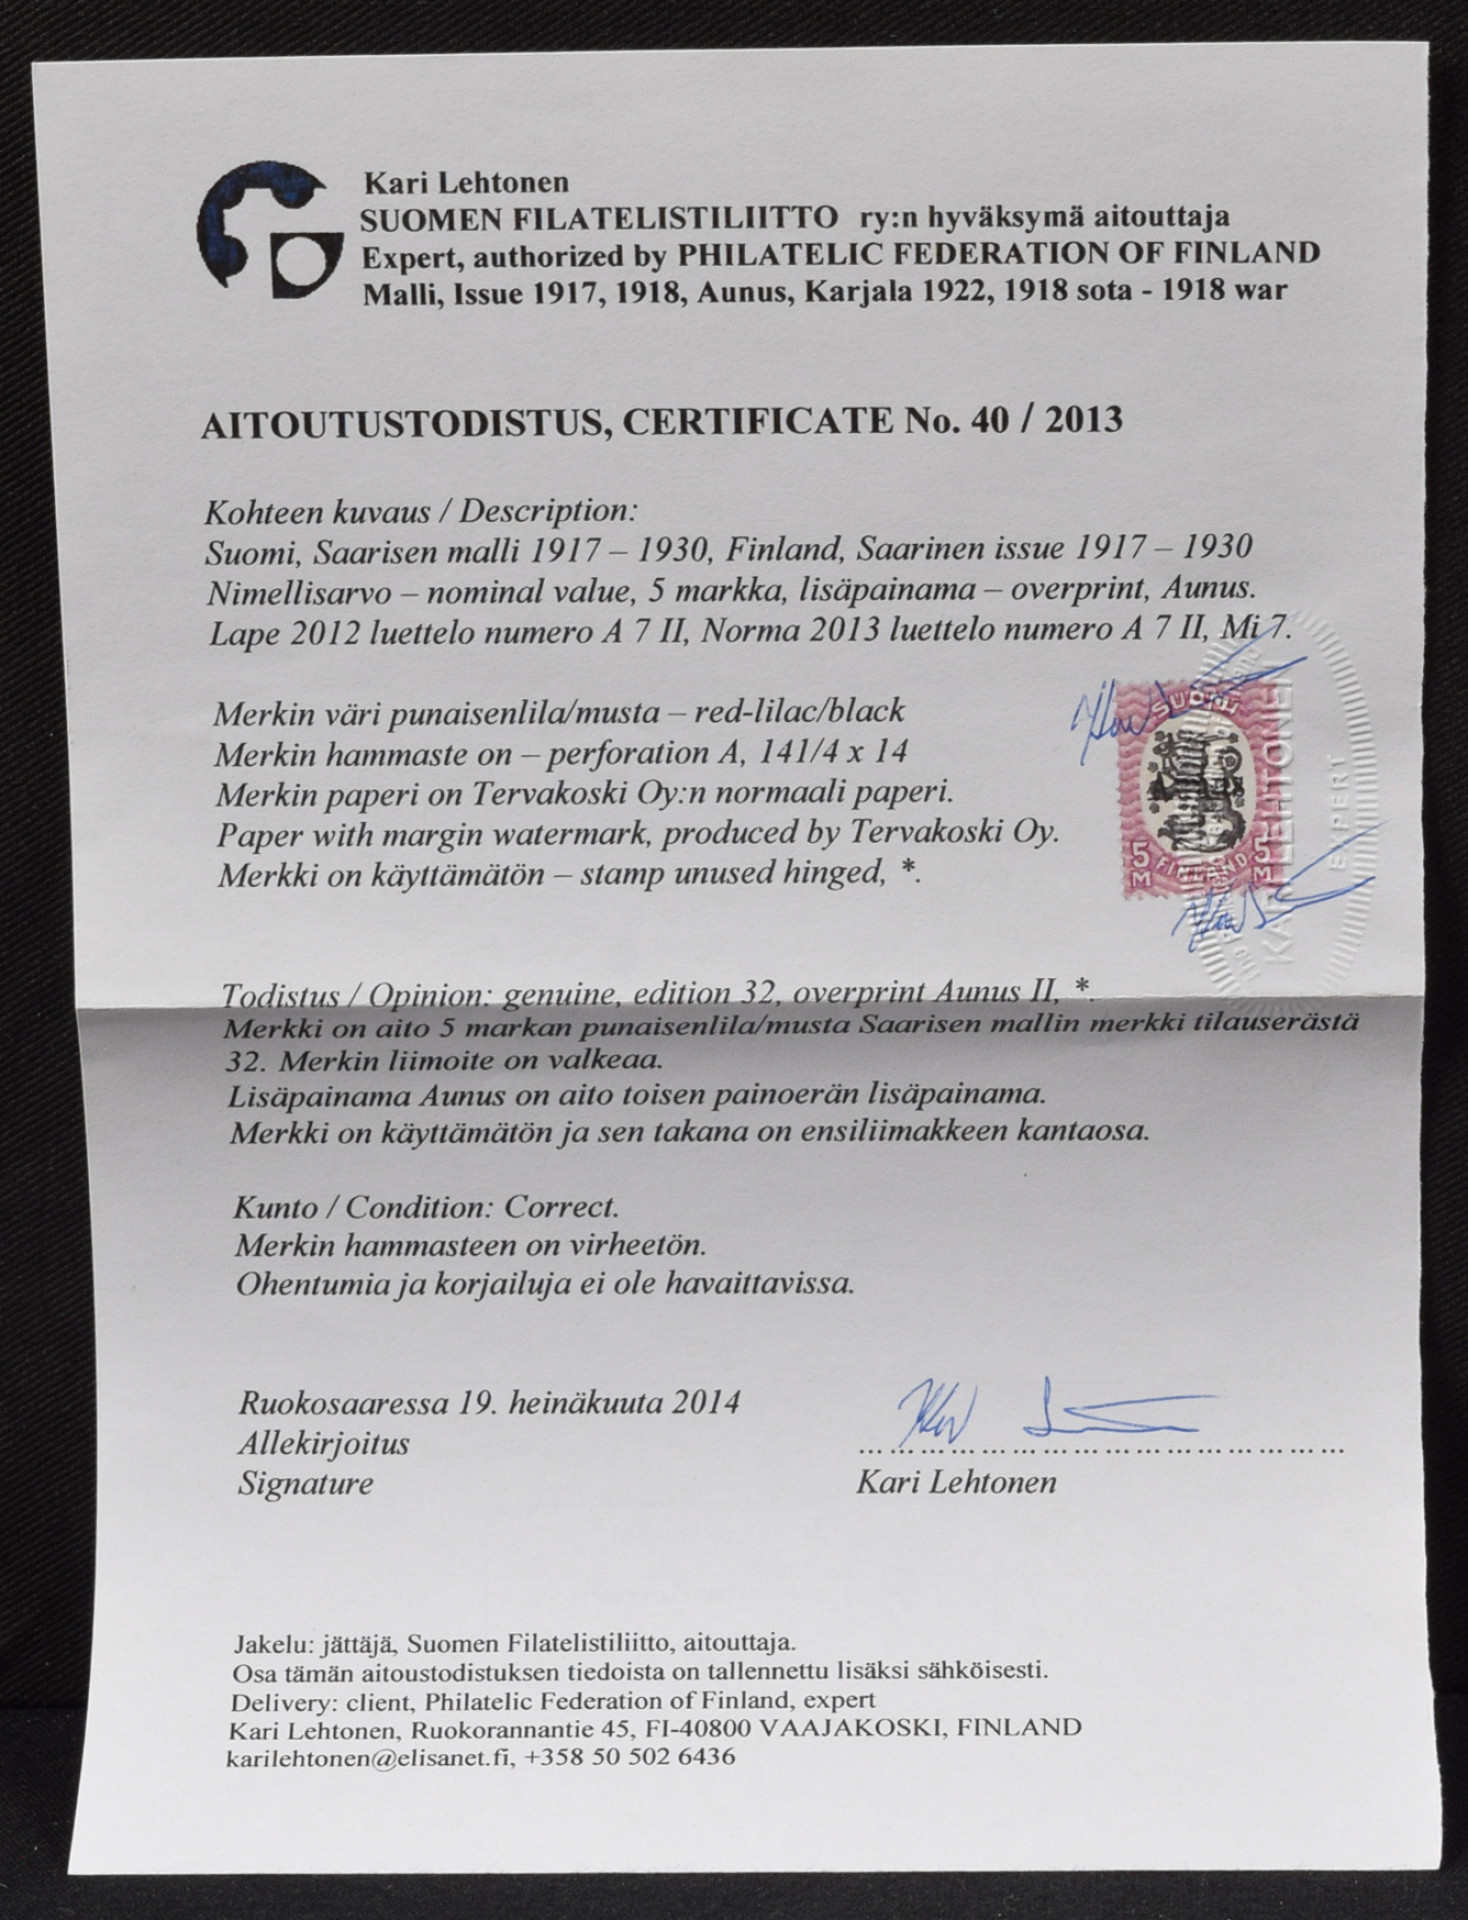 Kari Lehtonen
SUOMEN FILATELISTILIITTO ry:n hyväksymä aitouttaja
Expert, authorized by PHILATELIC FEDERATION OF FINLAND
Malli, Issue 1917, 1918, Aunus, Karjala 1922, 1918 sota - 1918 war
AITOUTUSTODISTUS, CERTIFICATE No. 40 / 2013
Kohteen kuvaus / Description:
Suomi, Saarisen malli 1917 – 1930, Finland, Saarinen issue 1917 – 1930
Nimellisarvo – nominal value, 5 markka, lisäpainama – overprint, Aunus.
Lape 2012 luettelo numero A 7 II, Norma 2013 luettelo numero A 7 II, Mi 7.
Merkin väri punaisenlila/musta – red-lilac/black
Merkin hammaste on – perforation A, 141/4 x 14
Merkin paperi on Tervakoski Oy:n normaali paperi.
Paper with margin watermark, produced by Tervakoski Oy.
Merkki on käyttämätön – stamp unused hinged, *.
SUOMI
5 5
M FINLAND M
KARI LEHTONEN
EXPERT
Todistus / Opinion: genuine, edition 32, overprint Aunus II, *.
Merkki on aito 5 markan punaisenlila/musta Saarisen mallin merkki tilauserästä
32. Merkin liimoite on valkeaa.
Lisäpainama Aunus on aito toisen painoerän lisäpainama.
Merkki on käyttämätön ja sen takana on ensiliimakkeen kantaosa.
Kunto / Condition: Correct.
Merkin hammasteen on virheetön.
Ohentumia ja korjailuja ei ole havaittavissa.
Ruokosaaressa 19. heinäkuuta 2014
Allekirjoitus
Signature
Kari Lehtonen
Jakelu: jättäjä, Suomen Filatelistiliitto, aitouttaja.
Osa tämän aitoustodistuksen tiedoista on tallennettu lisäksi sähköisesti.
Delivery: client, Philatelic Federation of Finland, expert
Kari Lehtonen, Ruokorannantie 45, FI-40800 VAAJAKOSKI, FINLAND
karilehtonen@elisanet.fi, +358 50 502 6436